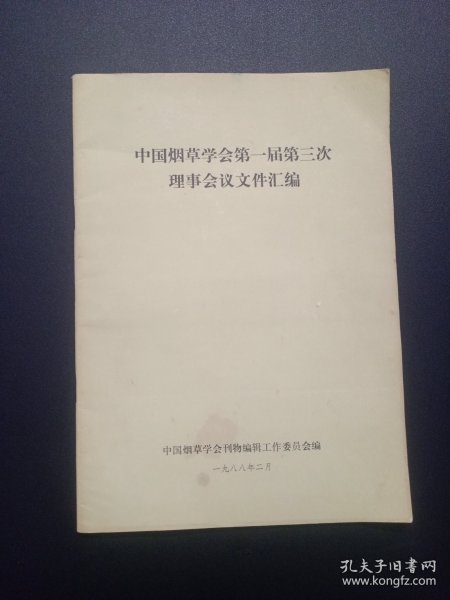 中国烟草学会第一届第三次
理事会议文件汇编
中国烟草学会刊物编辑工作委员会编
一九八八年二月
孔夫子旧书网
www.kongfz.com